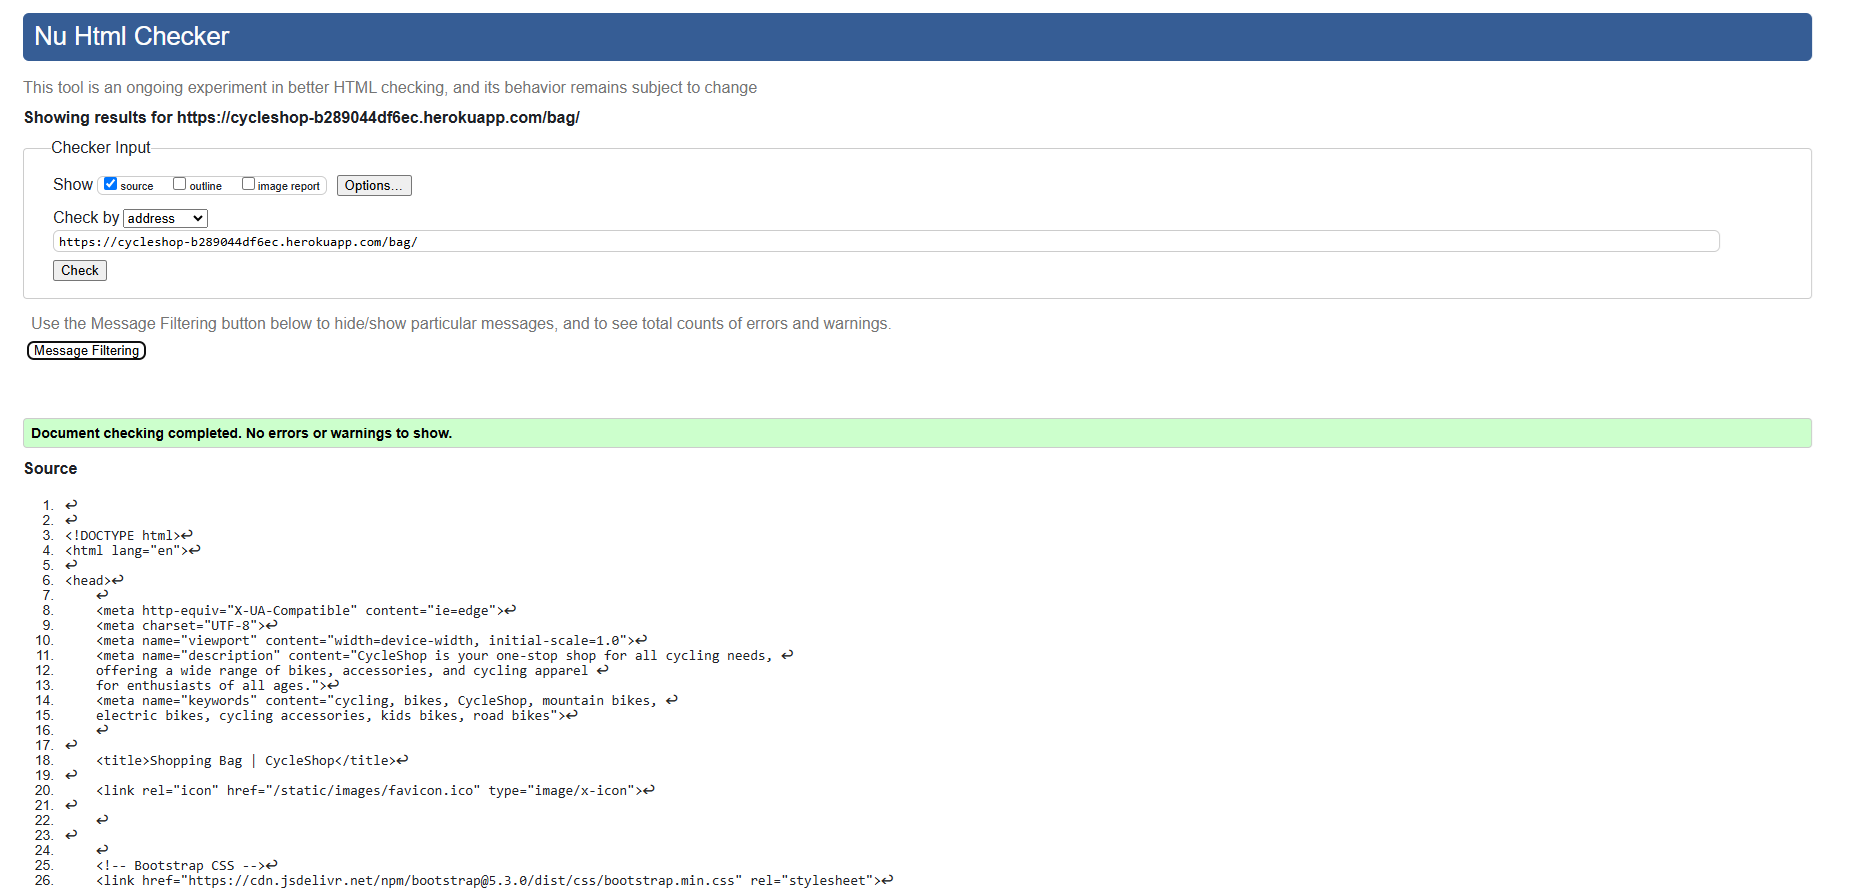 Nu Html Checker
This tool is an ongoing experiment in better HTML checking, and its behavior remains subject to change
Showing results for https://cycleshop-b289044df6ec.herokuapp.com/bag/
Checker Input
Show source outline image report Options...
Check by address
https://cycleshop-b289044df6ec.herokuapp.com/bag/
Check
Use the Message Filtering button below to hide/show particular messages, and to see total counts of errors and warnings.
Message Filtering
Document checking completed. No errors or warnings to show.
Source
1. ↩
2. ↩
3. <!DOCTYPE html>↩
4. <html lang="en">↩
5. ↩
6. <head>↩
7. ↩
8. <meta http-equiv="X-UA-Compatible" content="ie=edge">↩
9. <meta charset="UTF-8">↩
10. <meta name="viewport" content="width=device-width, initial-scale=1.0">↩
11. <meta name="description" content="CycleShop is your one-stop shop for all cycling needs, ↩
12. offering a wide range of bikes, accessories, and cycling apparel ↩
13. for enthusiasts of all ages.">↩
14. <meta name="keywords" content="cycling, bikes, CycleShop, mountain bikes, ↩
15. electric bikes, cycling accessories, kids bikes, road bikes">↩
16. ↩
17. ↩
18. <title>Shopping Bag | CycleShop</title>↩
19. ↩
20. <link rel="icon" href="/static/images/favicon.ico" type="image/x-icon">↩
21. ↩
22. ↩
23. ↩
24. ↩
25. <!-- Bootstrap CSS -->↩
26. <link href="https://cdn.jsdelivr.net/npm/bootstrap@5.3.0/dist/css/bootstrap.min.css" rel="stylesheet">↩